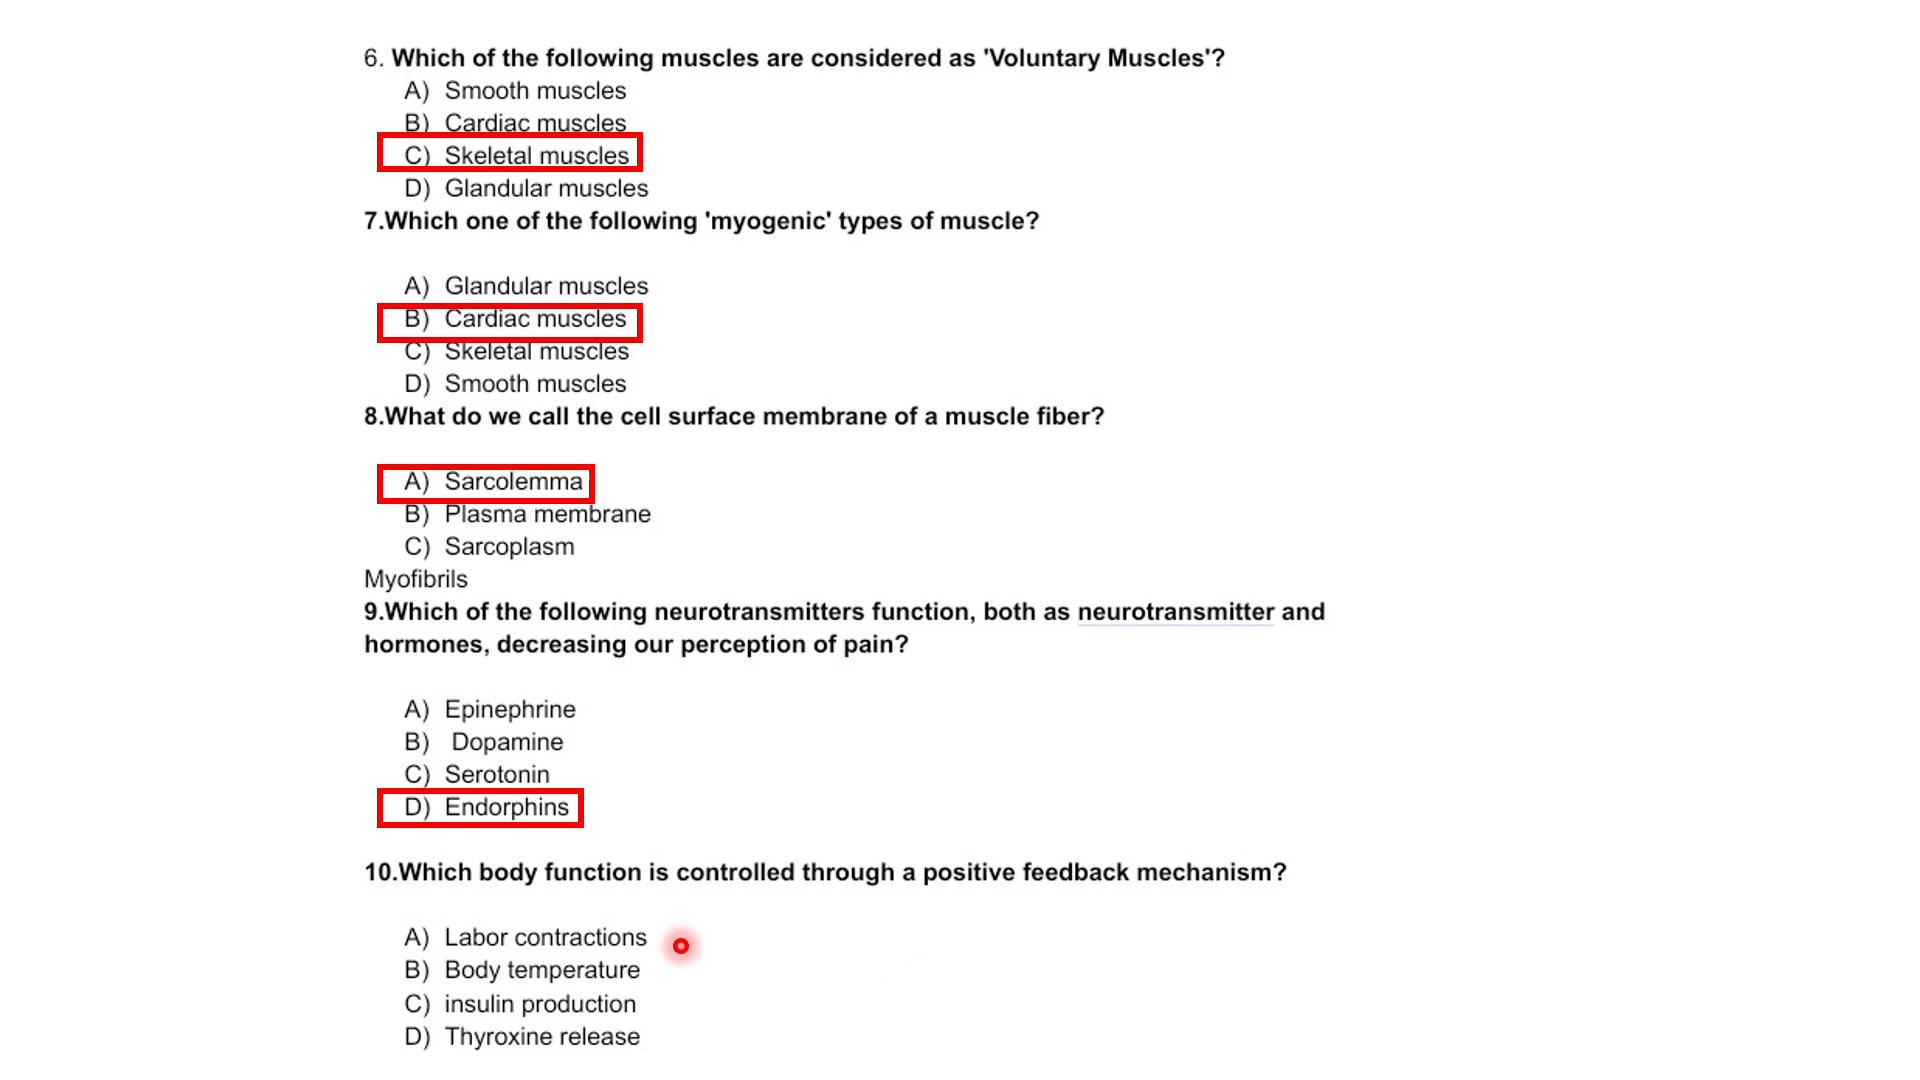 6. Which of the following muscles are considered as 'Voluntary Muscles'?
A) Smooth muscles
B) Cardiac muscles
C) Skeletal muscles
D) Glandular muscles
7.Which one of the following 'myogenic' types of muscle?
A) Glandular muscles
B) Cardiac muscles
C) Skeletal muscles
D) Smooth muscles
8.What do we call the cell surface membrane of a muscle fiber?
A) Sarcolemma
B) Plasma membrane
C) Sarcoplasm
Myofibrils
9.Which of the following neurotransmitters function, both as neurotransmitter and
hormones, decreasing our perception of pain?
A) Epinephrine
B) Dopamine
C) Serotonin
D) Endorphins
10.Which body function is controlled through a positive feedback mechanism?
A) Labor contractions
B) Body temperature
C) insulin production
D) Thyroxine release